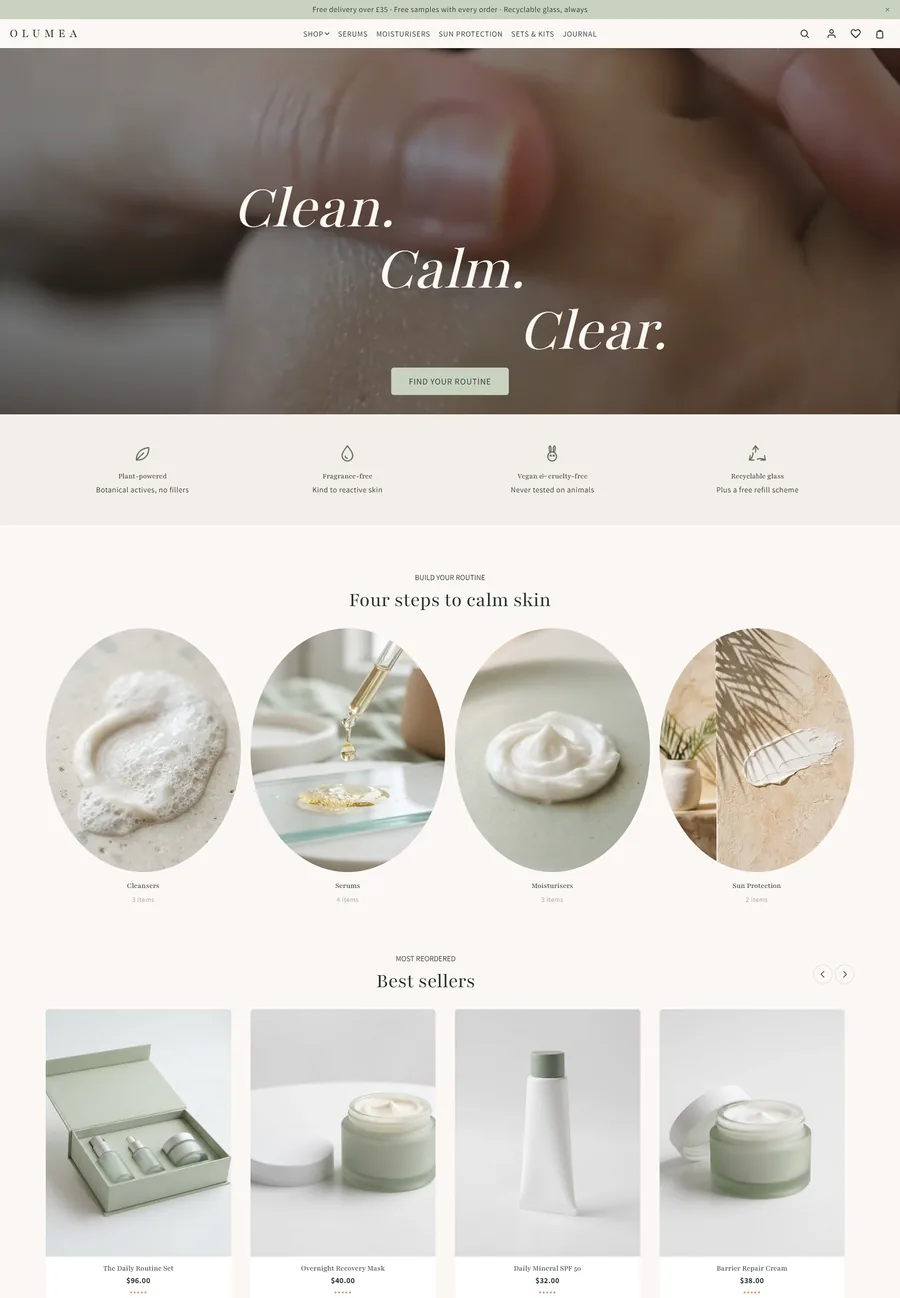 Free delivery over £35 · Free samples with every order · Recyclable glass, always
OLUMEA
SHOP SERUMS MOISTURISERS SUN PROTECTION SETS & KITS JOURNAL
Clean.
Calm.
Clear.
FIND YOUR ROUTINE
Plant-powered
Botanical actives, no fillers
Fragrance-free
Kind to reactive skin
Vegan & cruelty-free
Never tested on animals
Recyclable glass
Plus a free refill scheme
BUILD YOUR ROUTINE
Four steps to calm skin
Cleansers
3 items
Serums
4 items
Moisturisers
3 items
Sun Protection
2 items
MOST REORDERED
Best sellers
The Daily Routine Set
$96.00
Overnight Recovery Mask
$40.00
Daily Mineral SPF 50
$32.00
Barrier Repair Cream
$38.00